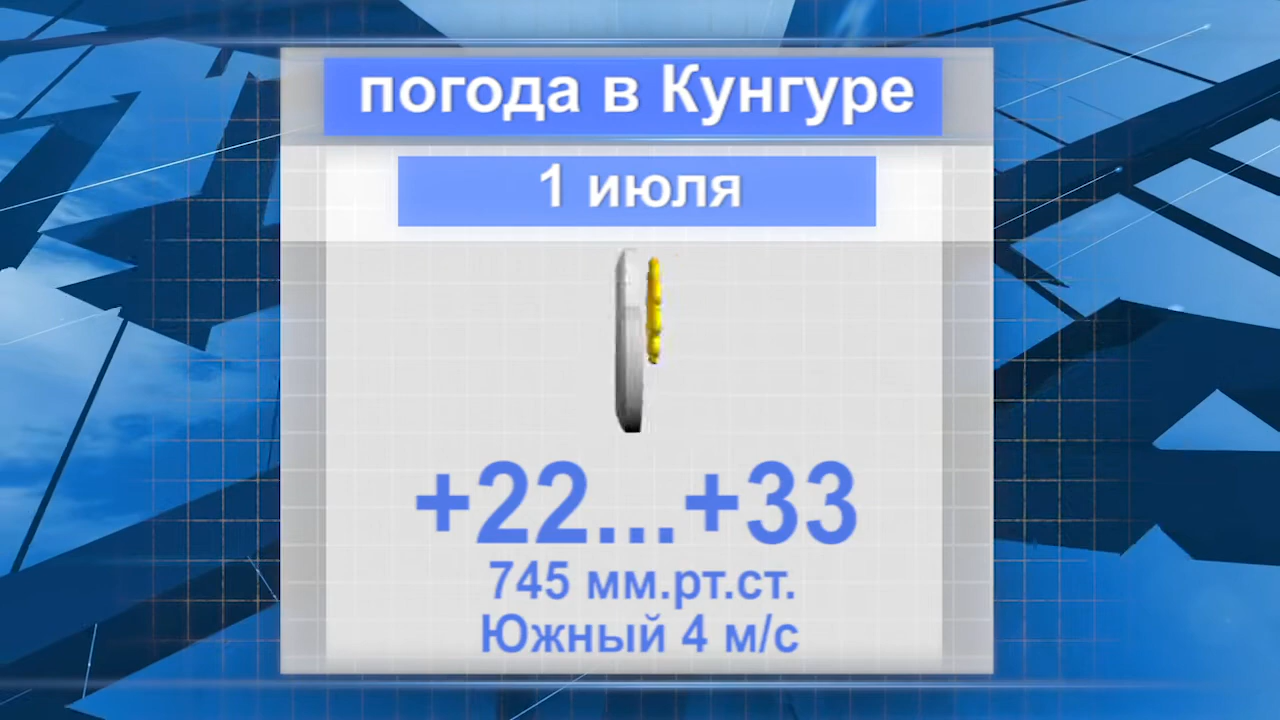 погода в Кунгуре
1 июля
+22...+33
745 мм.рт.ст.
Южный 4 м/с